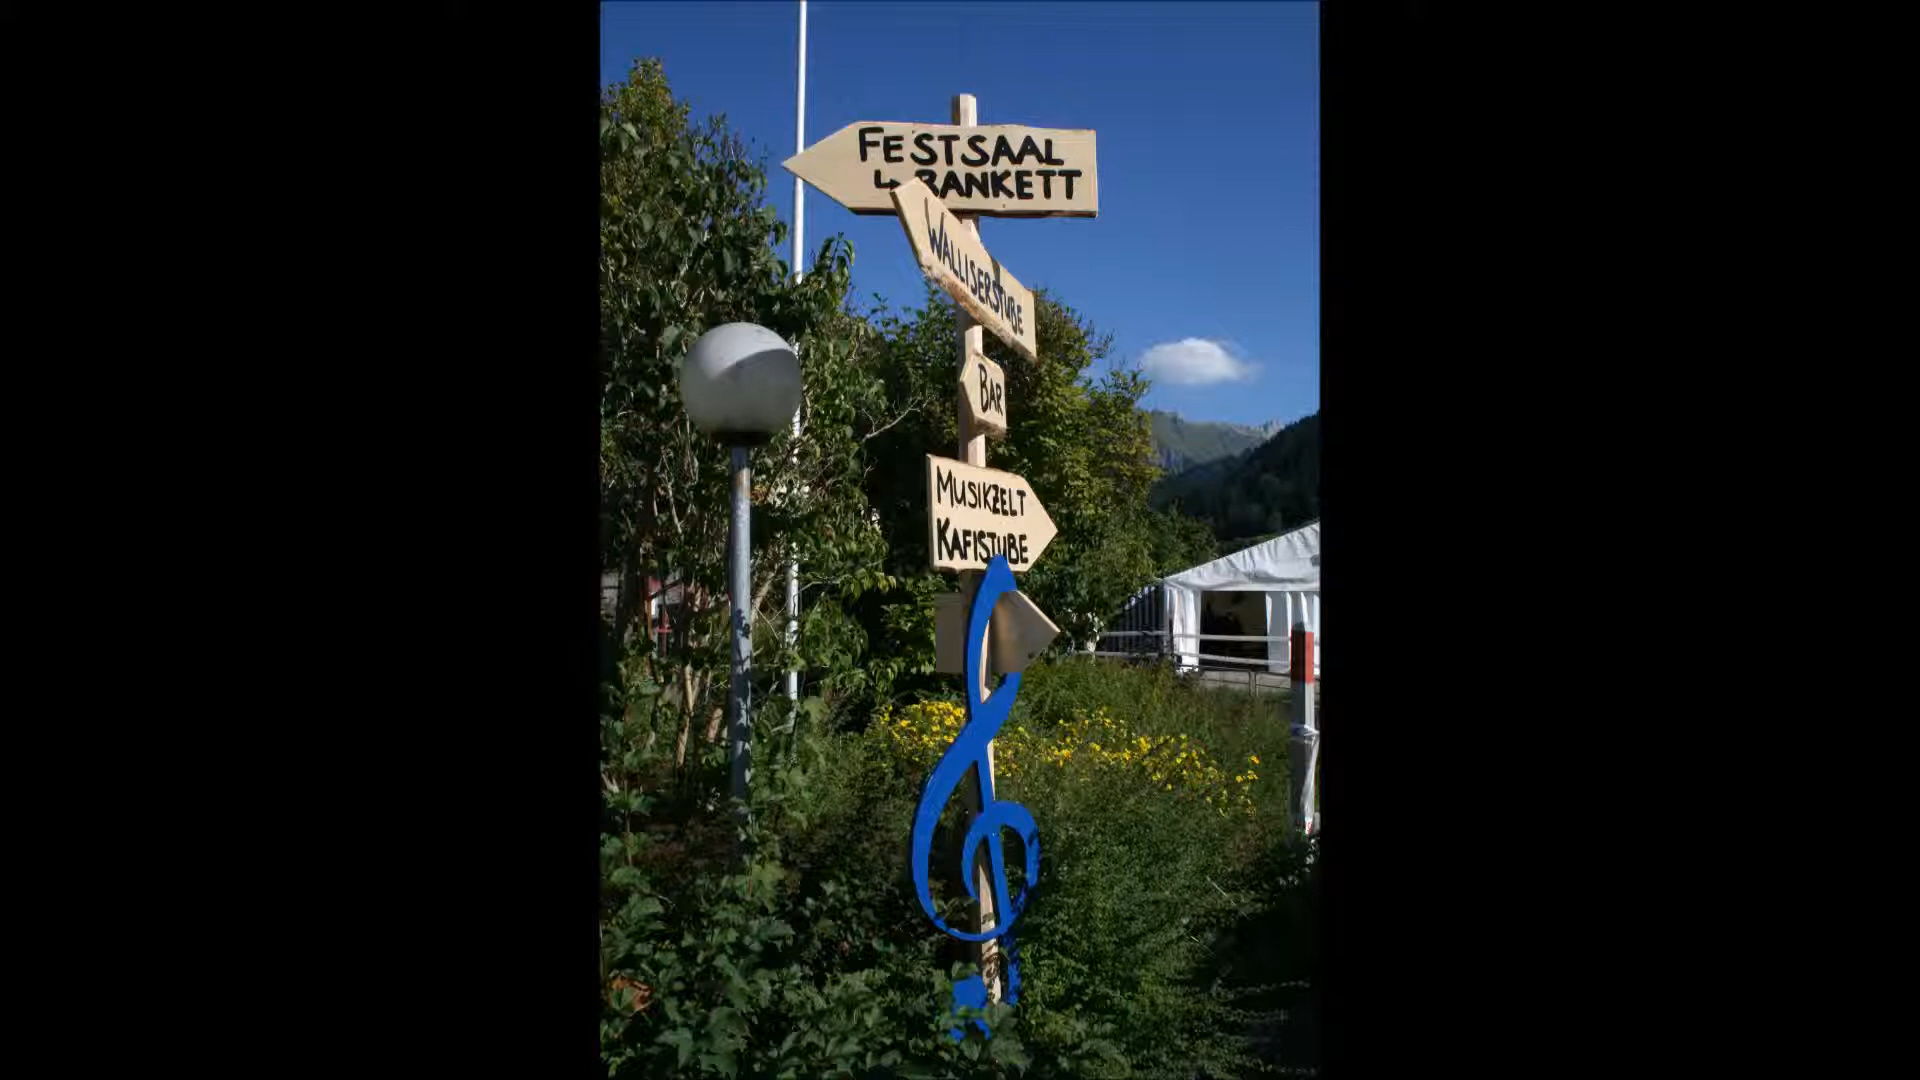 FESTSAAL
↳ BANKETT
WALLISERSTUBE
BAR
MUSIKZELT
KAFISTUBE